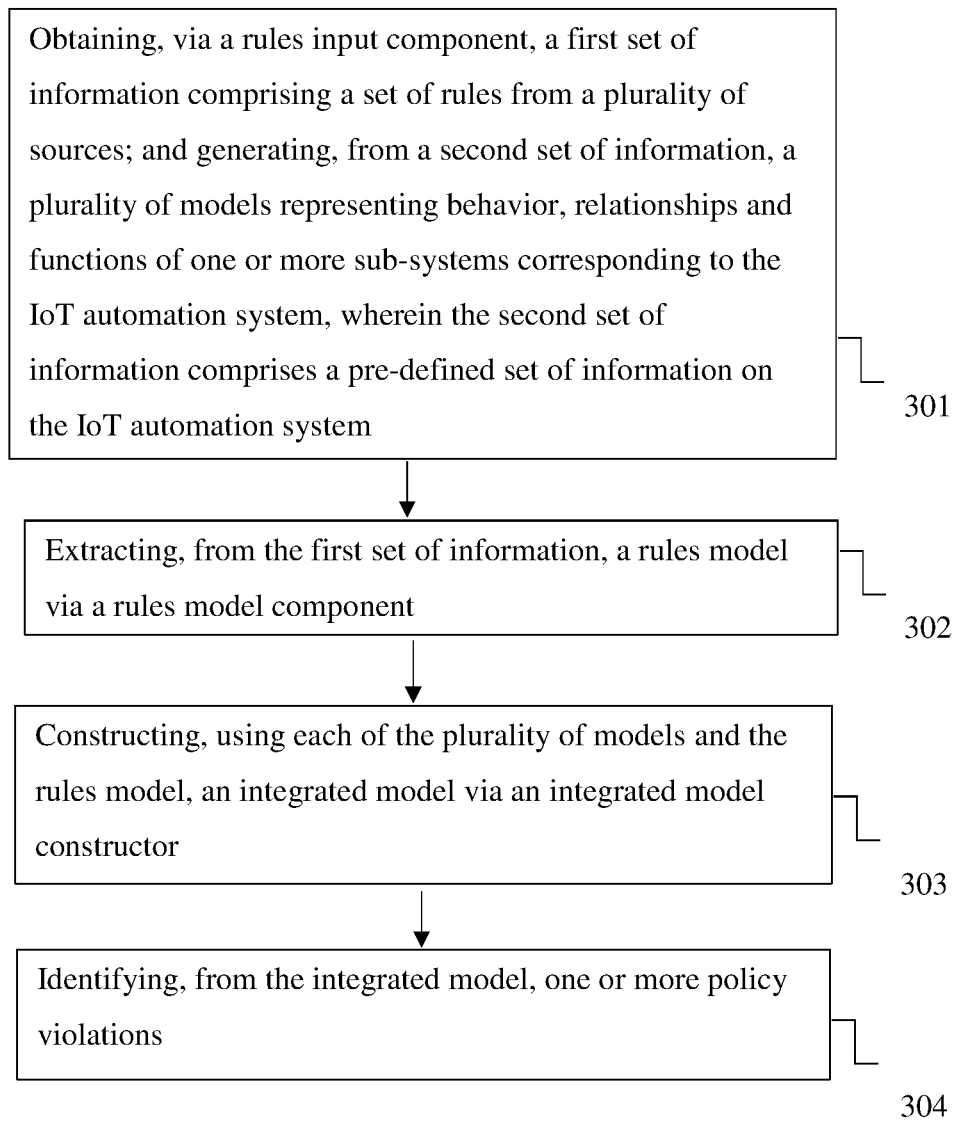 Obtaining, via a rules input component, a first set of
information comprising a set of rules from a plurality of
sources; and generating, from a second set of information, a
plurality of models representing behavior, relationships and
functions of one or more sub-systems corresponding to the
IoT automation system, wherein the second set of
information comprises a pre-defined set of information on
the IoT automation system
301
Extracting, from the first set of information, a rules model
via a rules model component
302
Constructing, using each of the plurality of models and the
rules model, an integrated model via an integrated model
constructor
303
Identifying, from the integrated model, one or more policy
violations
304